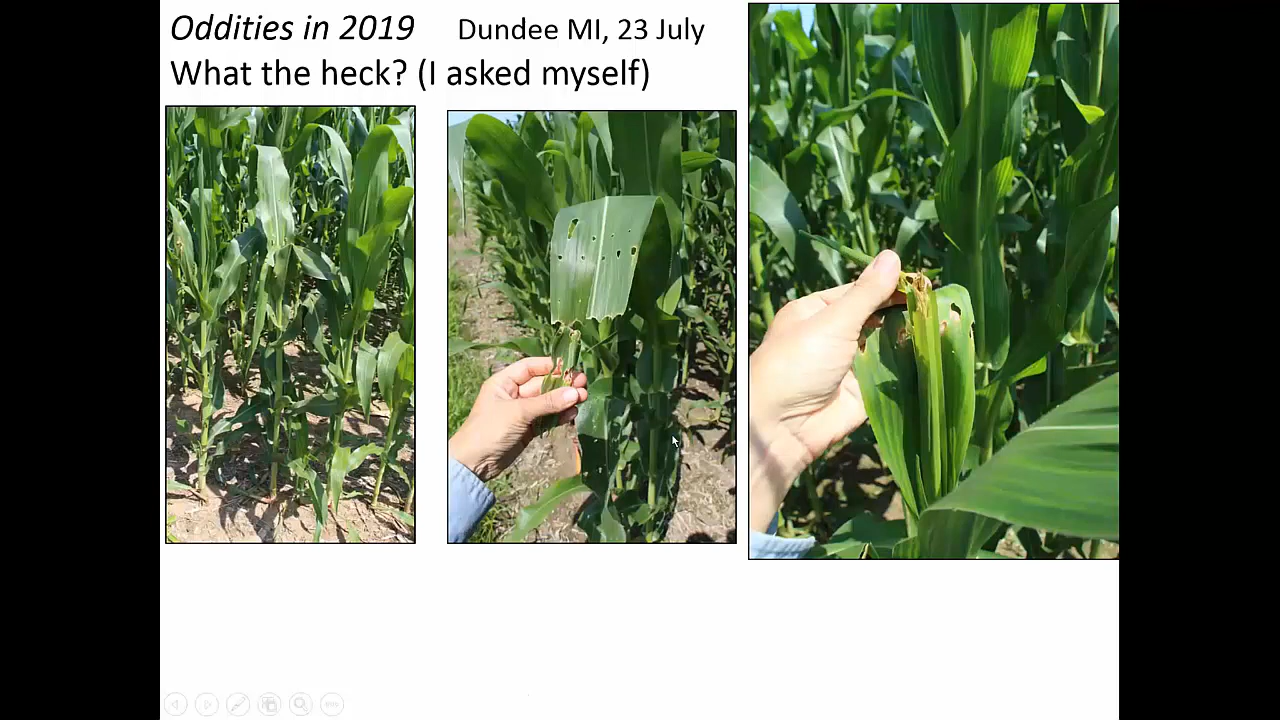 Oddities in 2019 Dundee MI, 23 July
What the heck? (I asked myself)